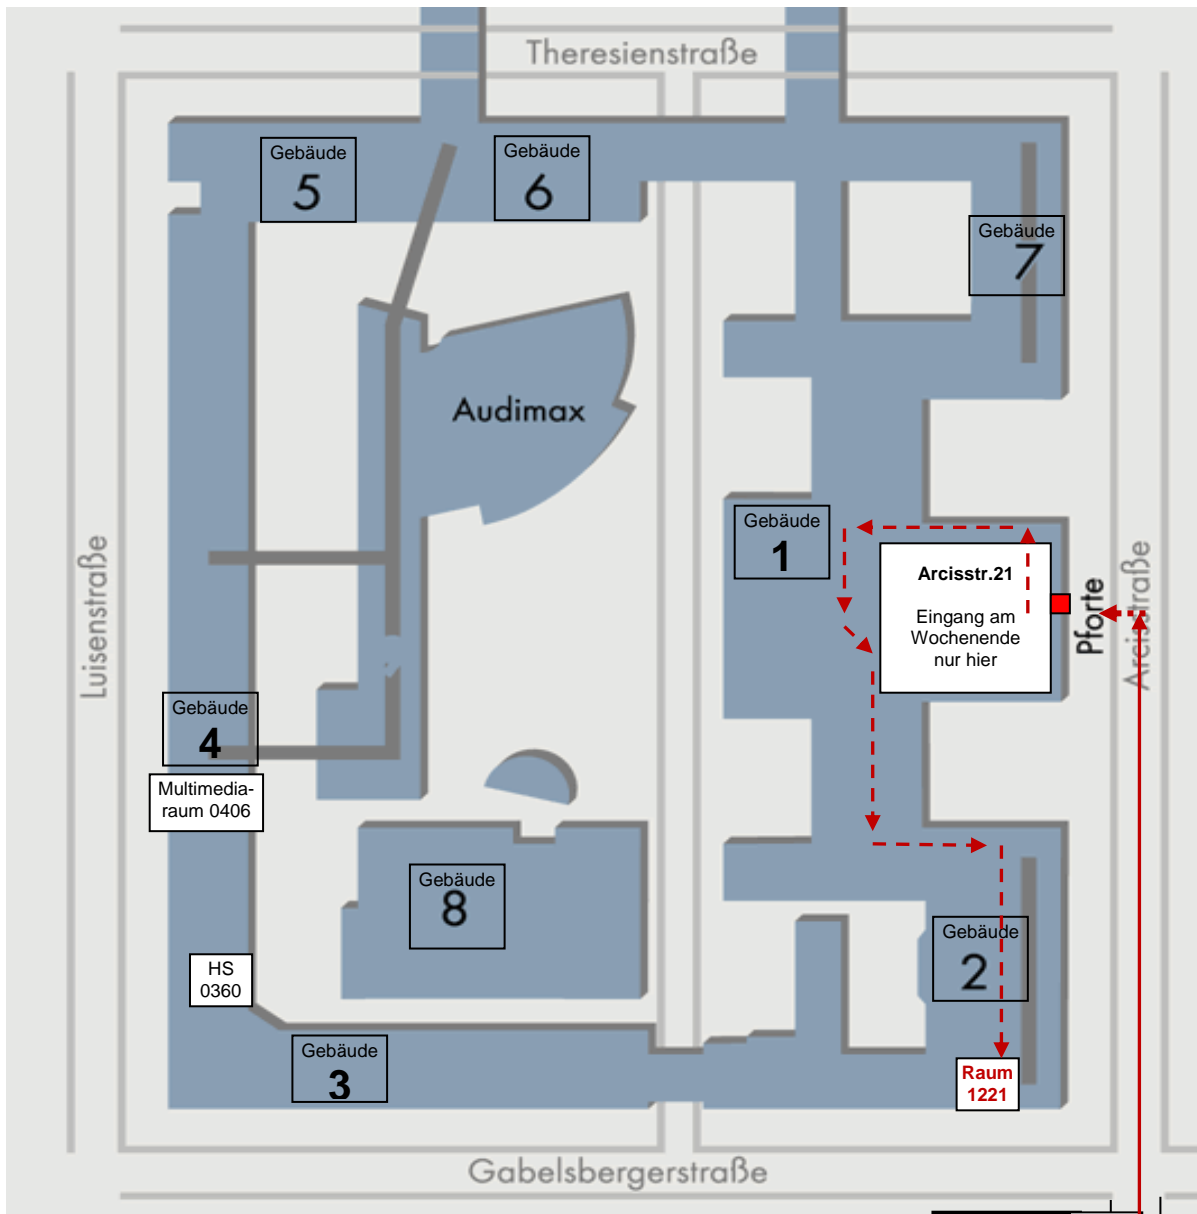 Theresienstraße
Gebäude
5
Gebäude
6
Gebäude
7
Audimax
Gebäude
1
Arcisstr.21
Eingang am
Wochenende
nur hier
Pforte
Arcisstraße
Luisenstraße
Gebäude
4
Multimedia-
raum 0406
Gebäude
8
Gebäude
2
HS
0360
Gebäude
3
Raum
1221
Gabelsbergerstraße